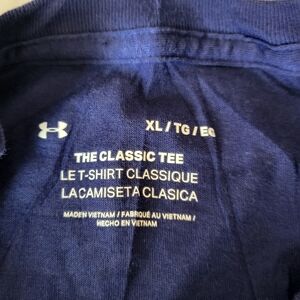 XL / TG / EG
THE CLASSIC TEE
LE T-SHIRT CLASSIQUE
LA CAMISETA CLASICA
MADE IN VIETNAM / FABRIQUÉ AU VIETNAM /
HECHO EN VIETNAM